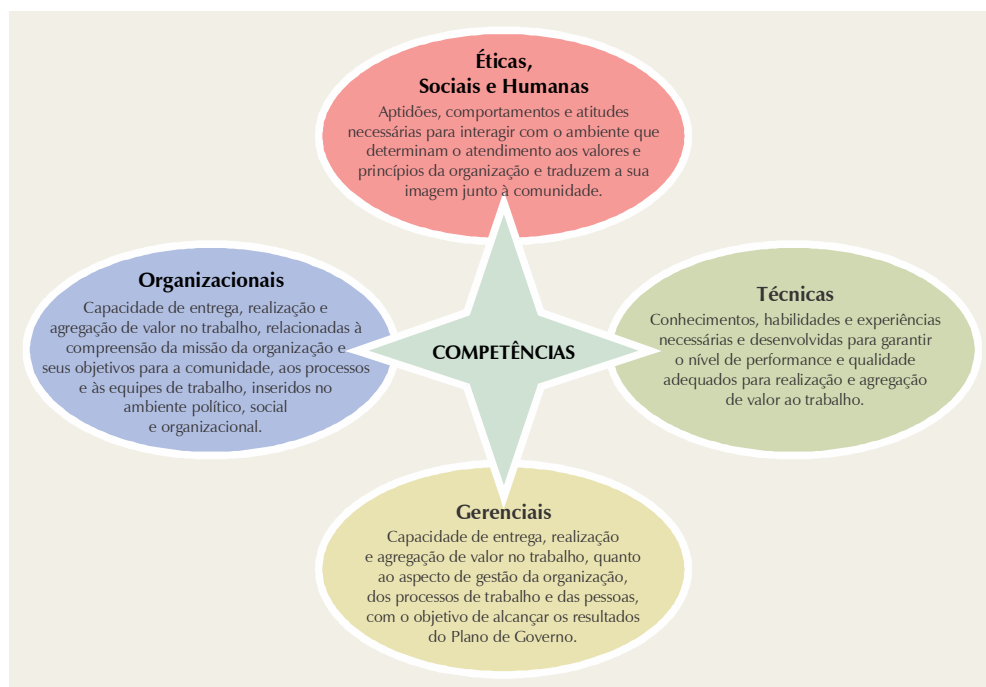 Éticas,
Sociais e Humanas
Aptidões, comportamentos e atitudes
necessárias para interagir com o ambiente que
determinam o atendimento aos valores e
princípios da organização e traduzem a sua
imagem junto à comunidade.
Organizacionais
Capacidade de entrega, realização e
agregação de valor no trabalho, relacionadas à
compreensão da missão da organização e
seus objetivos para a comunidade, aos processos
e às equipes de trabalho, inseridos no
ambiente político, social
e organizacional.
COMPETÊNCIAS
Técnicas
Conhecimentos, habilidades e experiências
necessárias e desenvolvidas para garantir
o nível de performance e qualidade
adequados para realização e agregação
de valor ao trabalho.
Gerenciais
Capacidade de entrega, realização
e agregação de valor no trabalho, quanto
ao aspecto de gestão da organização,
dos processos de trabalho e das pessoas,
com o objetivo de alcançar os resultados
do Plano de Governo.